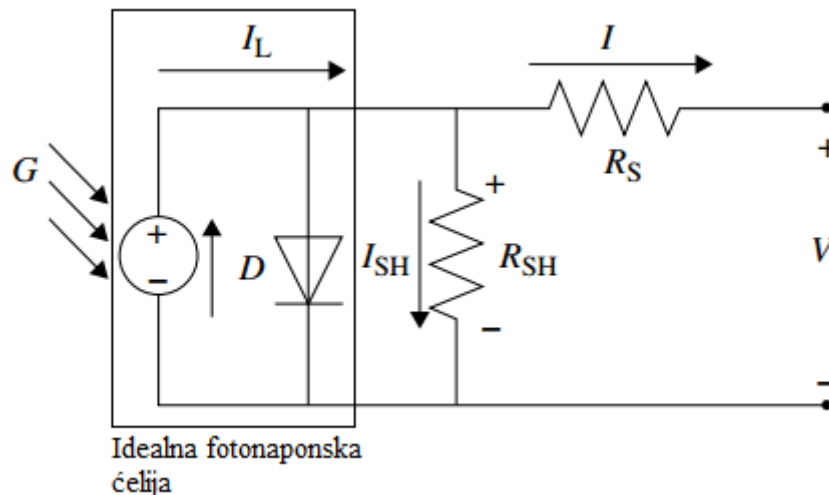 I_L
I
G
+
−
D
I_SH
+
R_SH
−
R_S
+
V
−
Idealna fotonaponska
ćelija